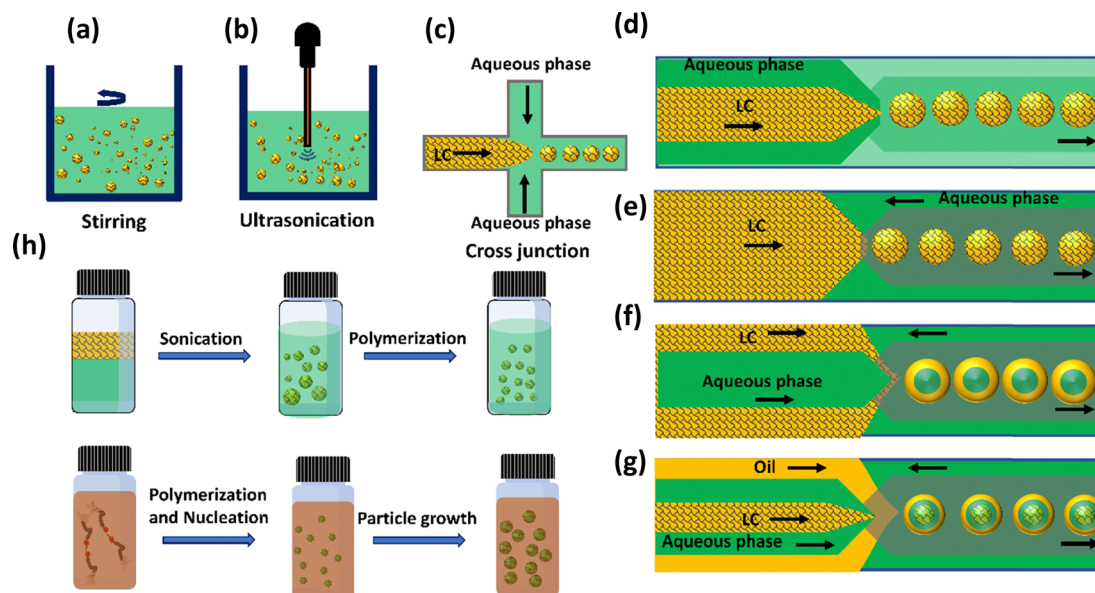 (a)
Stirring
(b)
Ultrasonication
(c)
Aqueous phase
LC
Aqueous phase
Cross junction
(d)
Aqueous phase
LC
(e)
Aqueous phase
LC
(f)
LC
Aqueous phase
(g)
Oil
LC
Aqueous phase
(h)
Sonication
Polymerization
Polymerization
and Nucleation
Particle growth